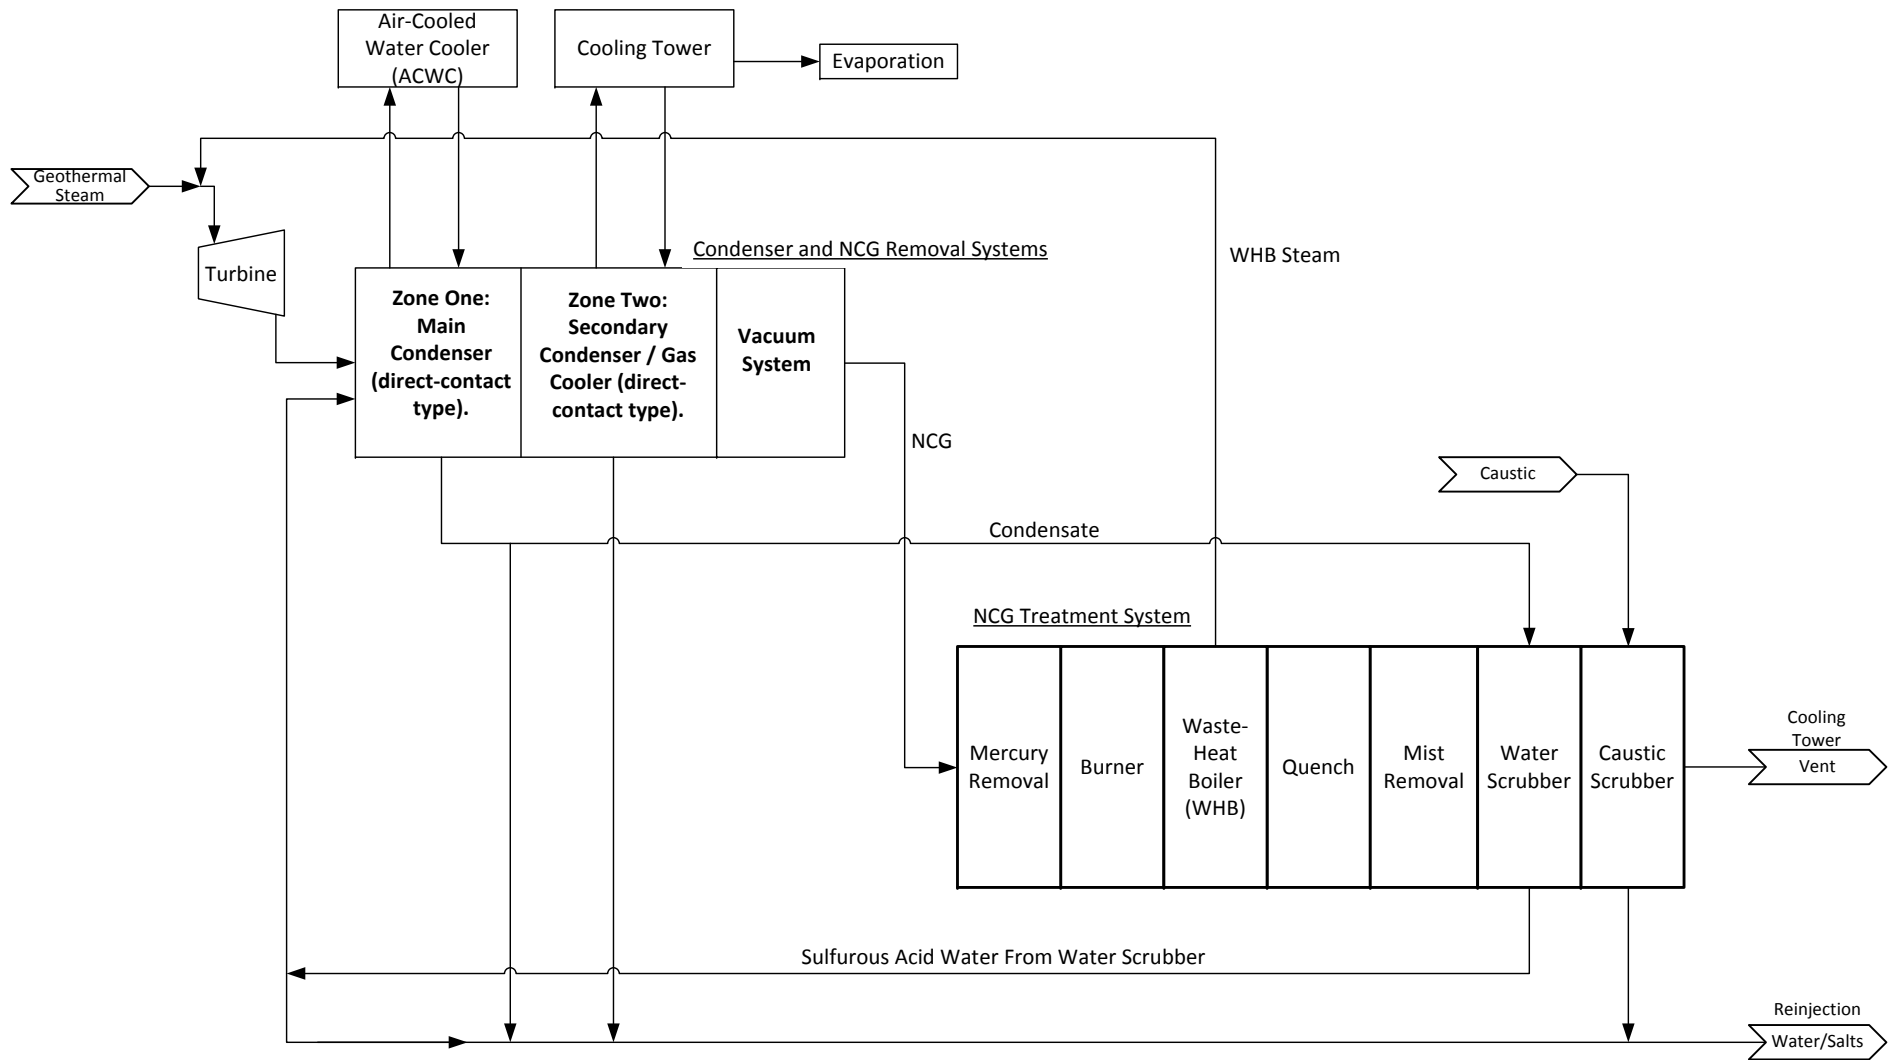 Air-Cooled
Water Cooler
(ACWC)
Cooling Tower
Evaporation
Geothermal
Steam
Turbine
Condenser and NCG Removal Systems
WHB Steam
Zone One:
Main
Condenser
(direct-contact
type).
Zone Two:
Secondary
Condenser / Gas
Cooler (direct-
contact type).
Vacuum
System
NCG
Caustic
Condensate
NCG Treatment System
Mercury
Removal
Burner
Waste-
Heat
Boiler
(WHB)
Quench
Mist
Removal
Water
Scrubber
Caustic
Scrubber
Cooling
Tower
Vent
Sulfurous Acid Water From Water Scrubber
Reinjection
Water/Salts